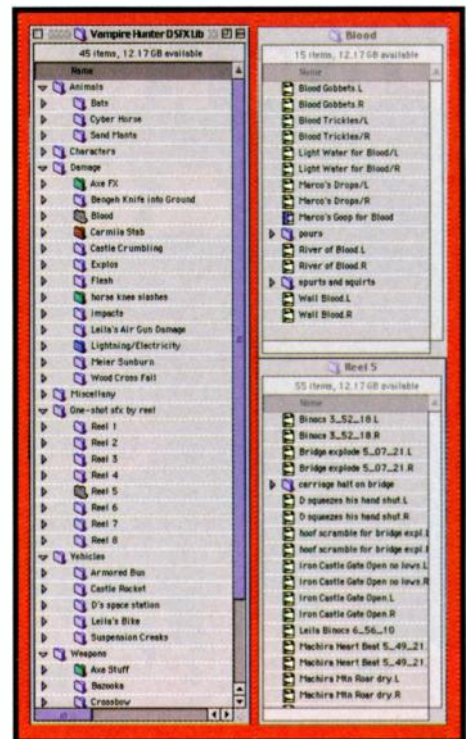 Vampire Hunter D SFX Lib
45 items, 12.17 GB available
Name
Animals
Bats
Cyber Horse
Sand Mants
Characters
Damage
Axe FX
Bengeh Knife into Ground
Blood
Carmila Stab
Castle Crumbling
Explos
Flesh
horse knee slashes
impacts
Leila's Air Gun Damage
Lightning/Electricity
Meier Sunburn
Wood Cross Fall
Miscellany
One-shot sfx by reel
Reel 1
Reel 2
Reel 3
Reel 4
Reel 5
Reel 6
Reel 7
Reel 8
Vehicles
Armored Bus
Castle Rocket
D's space station
Leila's Bike
Suspension Creaks
Weapons
Axe Stuff
Bazooka
Crossbow
Blood
15 items, 12.17 GB available
Name
Blood Gobbets.L
Blood Gobbets.R
Blood Trickles/L
Blood Trickles/R
Light Water for Blood/L
Light Water for Blood/R
Marco's Drops/L
Marco's Drops/R
Marco's Goop for Blood
pours
River of Blood.L
River of Blood.R
spurts and squirts
Wall Blood.L
Wall Blood.R
Reel 5
55 items, 12.17 GB available
Name
Binocs 3_52_18.L
Binocs 3_52_18.R
Bridge explode 5_07_21.L
Bridge explode 5_07_21.R
carriage halt on bridge
D squeezes his hand shut.L
D squeezes his hand shut.R
hoof scramble for bridge expl.
hoof scramble for bridge expl.
Iron Castle Gate Open no lows.L
Iron Castle Gate Open no lows.R
Iron Castle Gate Open.L
Iron Castle Gate Open.R
Leila Binocs 6_56_10
Machira Heart Beat 5_49_21
Machira Heart Beat 5_49_21
Machira Mtn Roar dry.L
Machira Mtn Roar dry.R